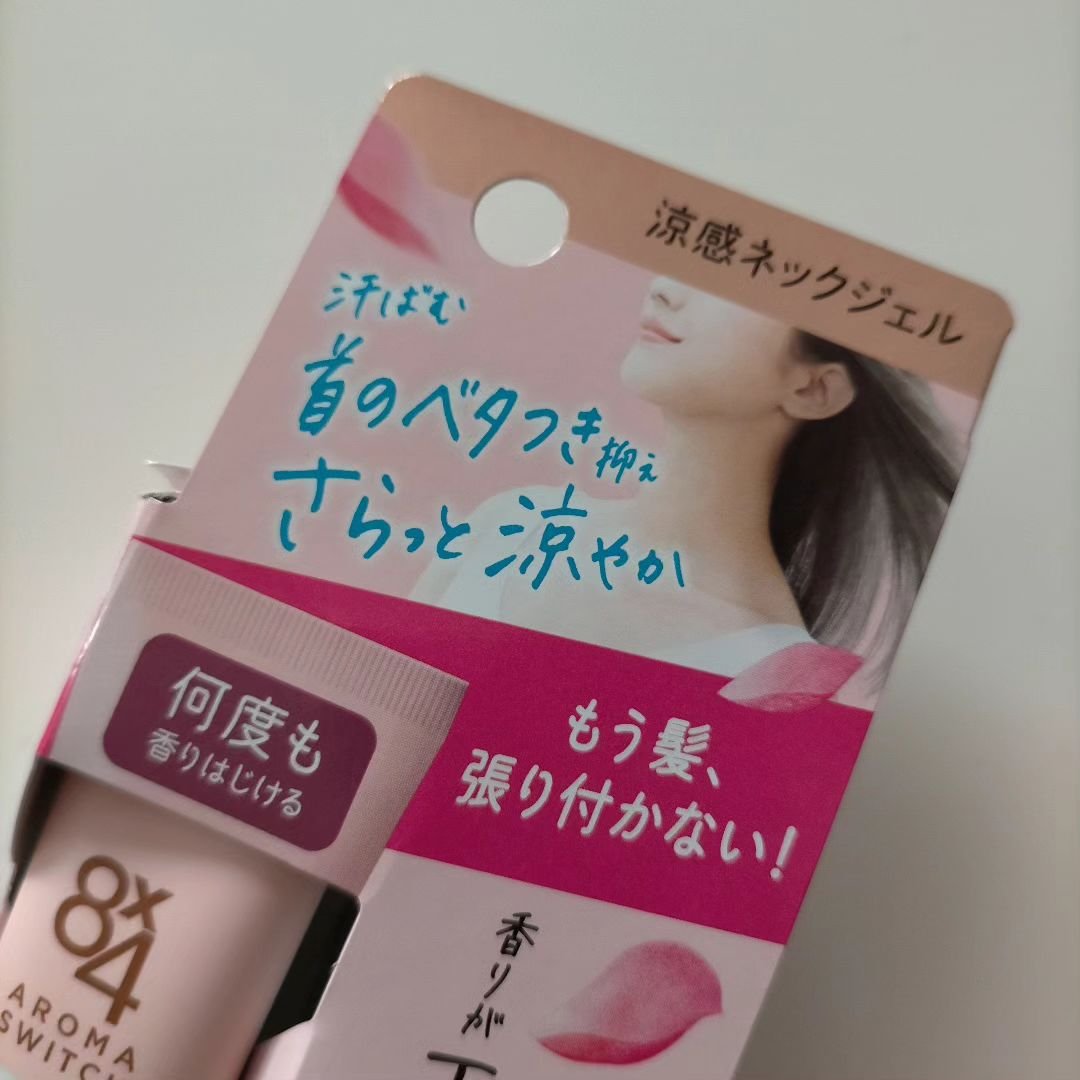 涼感ネックジェル
汗ばむ
首のベタつき抑え
さらっと涼やか
何度も
香りはじける
もう髪、
張り付かない!
8x4
AROMA
香りが